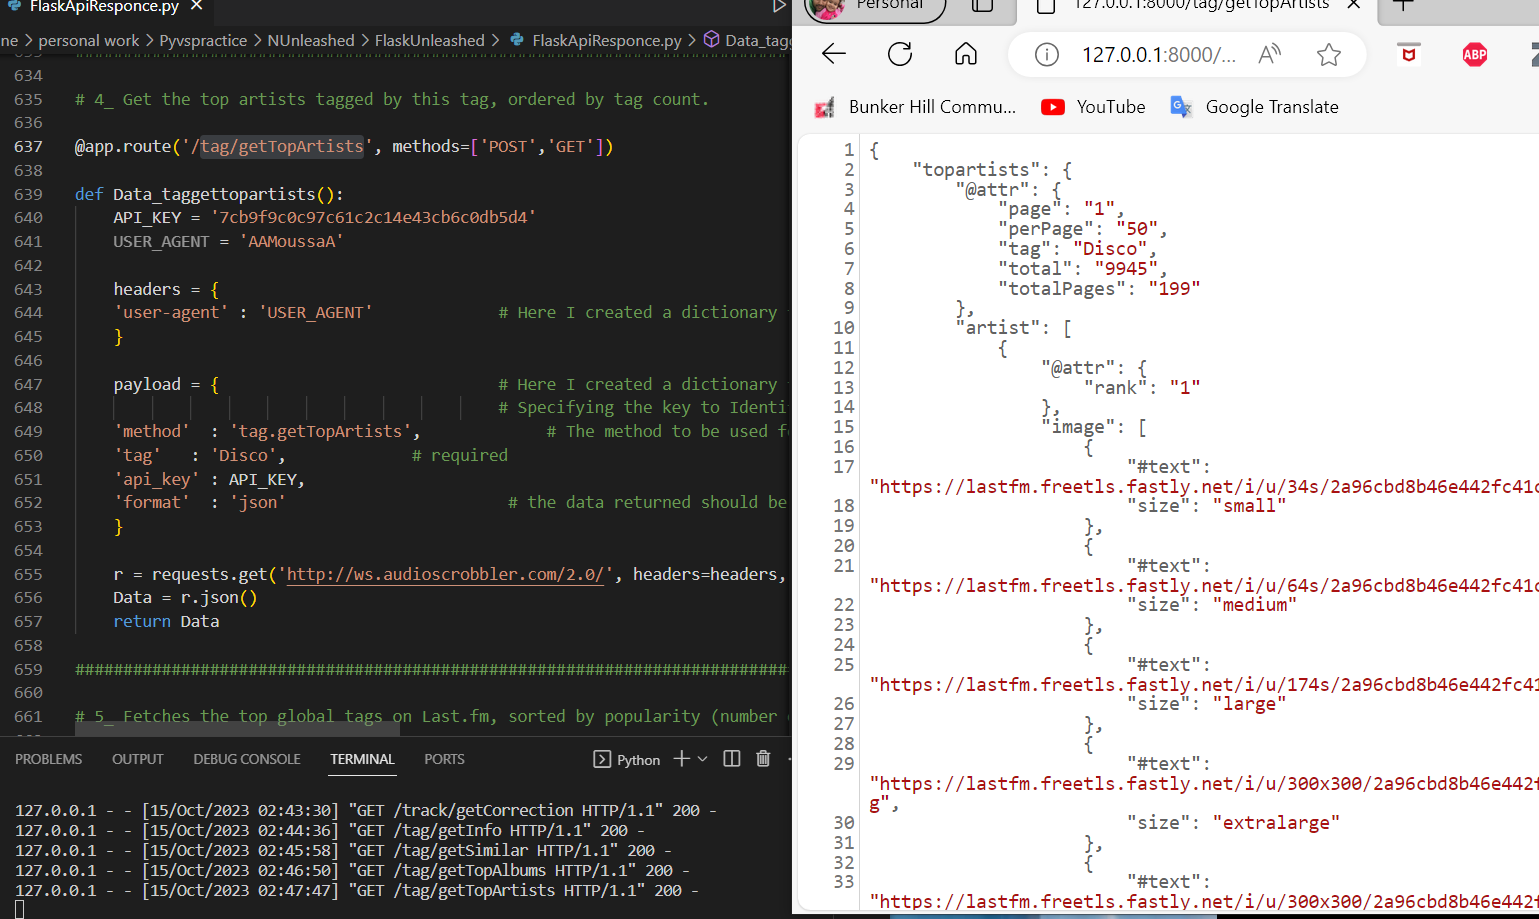 FlaskApiResponce.py
ne > personal work > Pyvspractice > NUnleashed > FlaskUnleashed > FlaskApiResponce.py > Data_tagg
634
635 # 4_ Get the top artists tagged by this tag, ordered by tag count.
636
637 @app.route('/tag/getTopArtists', methods=['POST','GET'])
638
639 def Data_taggettopartists():
640 API_KEY = '7cb9f9c0c97c61c2c14e43cb6c0db5d4'
641 USER_AGENT = 'AAMoussaA'
642
643 headers = {
644 'user-agent' : 'USER_AGENT' # Here I created a dictionary
645 }
646
647 payload = { # Here I created a dictionary
648 # Specifying the key to Identi
649 'method' : 'tag.getTopArtists', # The method to be used f
650 'tag' : 'Disco', # required
651 'api_key' : API_KEY,
652 'format' : 'json' # the data returned should be
653 }
654
655 r = requests.get('http://ws.audioscrobbler.com/2.0/', headers=headers,
656 Data = r.json()
657 return Data
658
659 ##########################################################################
660
661 # 5_ Fetches the top global tags on Last.fm, sorted by popularity (number
PROBLEMS OUTPUT DEBUG CONSOLE TERMINAL PORTS Python
127.0.0.1 - - [15/Oct/2023 02:43:30] "GET /track/getCorrection HTTP/1.1" 200 -
127.0.0.1 - - [15/Oct/2023 02:44:36] "GET /tag/getInfo HTTP/1.1" 200 -
127.0.0.1 - - [15/Oct/2023 02:45:58] "GET /tag/getSimilar HTTP/1.1" 200 -
127.0.0.1 - - [15/Oct/2023 02:46:50] "GET /tag/getTopAlbums HTTP/1.1" 200 -
127.0.0.1 - - [15/Oct/2023 02:47:47] "GET /tag/getTopArtists HTTP/1.1" 200 -
Personal 127.0.0.1:8000/tag/getTopArtists
127.0.0.1:8000/... A ABP
Bunker Hill Commu... YouTube Google Translate
1 {
2 "topartists": {
3 "@attr": {
4 "page": "1",
5 "perPage": "50",
6 "tag": "Disco",
7 "total": "9945",
8 "totalPages": "199"
9 },
10 "artist": [
11 {
12 "@attr": {
13 "rank": "1"
14 },
15 "image": [
16 {
17 "#text":
"https://lastfm.freetls.fastly.net/i/u/34s/2a96cbd8b46e442fc41c
18 "size": "small"
19 },
20 {
21 "#text":
"https://lastfm.freetls.fastly.net/i/u/64s/2a96cbd8b46e442fc41c
22 "size": "medium"
23 },
24 {
25 "#text":
"https://lastfm.freetls.fastly.net/i/u/174s/2a96cbd8b46e442fc41
26 "size": "large"
27 },
28 {
29 "#text":
"https://lastfm.freetls.fastly.net/i/u/300x300/2a96cbd8b46e442f
g",
30 "size": "extralarge"
31 },
32 {
33 "#text":
"https://lastfm.freetls.fastly.net/i/u/300x300/2a96cbd8b46e442f